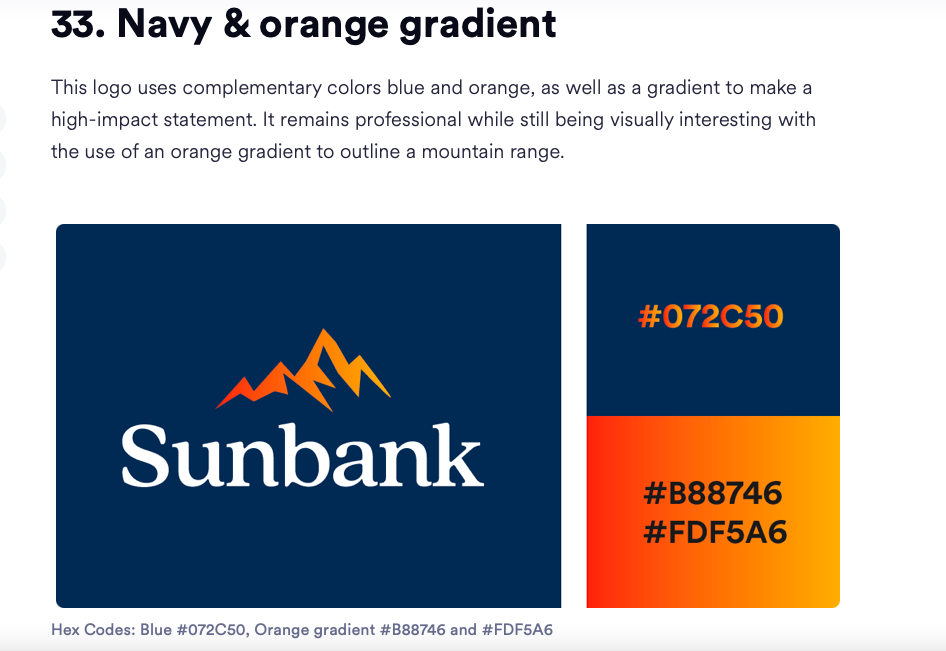 33. Navy & orange gradient
This logo uses complementary colors blue and orange, as well as a gradient to make a
high-impact statement. It remains professional while still being visually interesting with
the use of an orange gradient to outline a mountain range.
Sunbank
#072C50
#B88746
#FDF5A6
Hex Codes: Blue #072C50, Orange gradient #B88746 and #FDF5A6